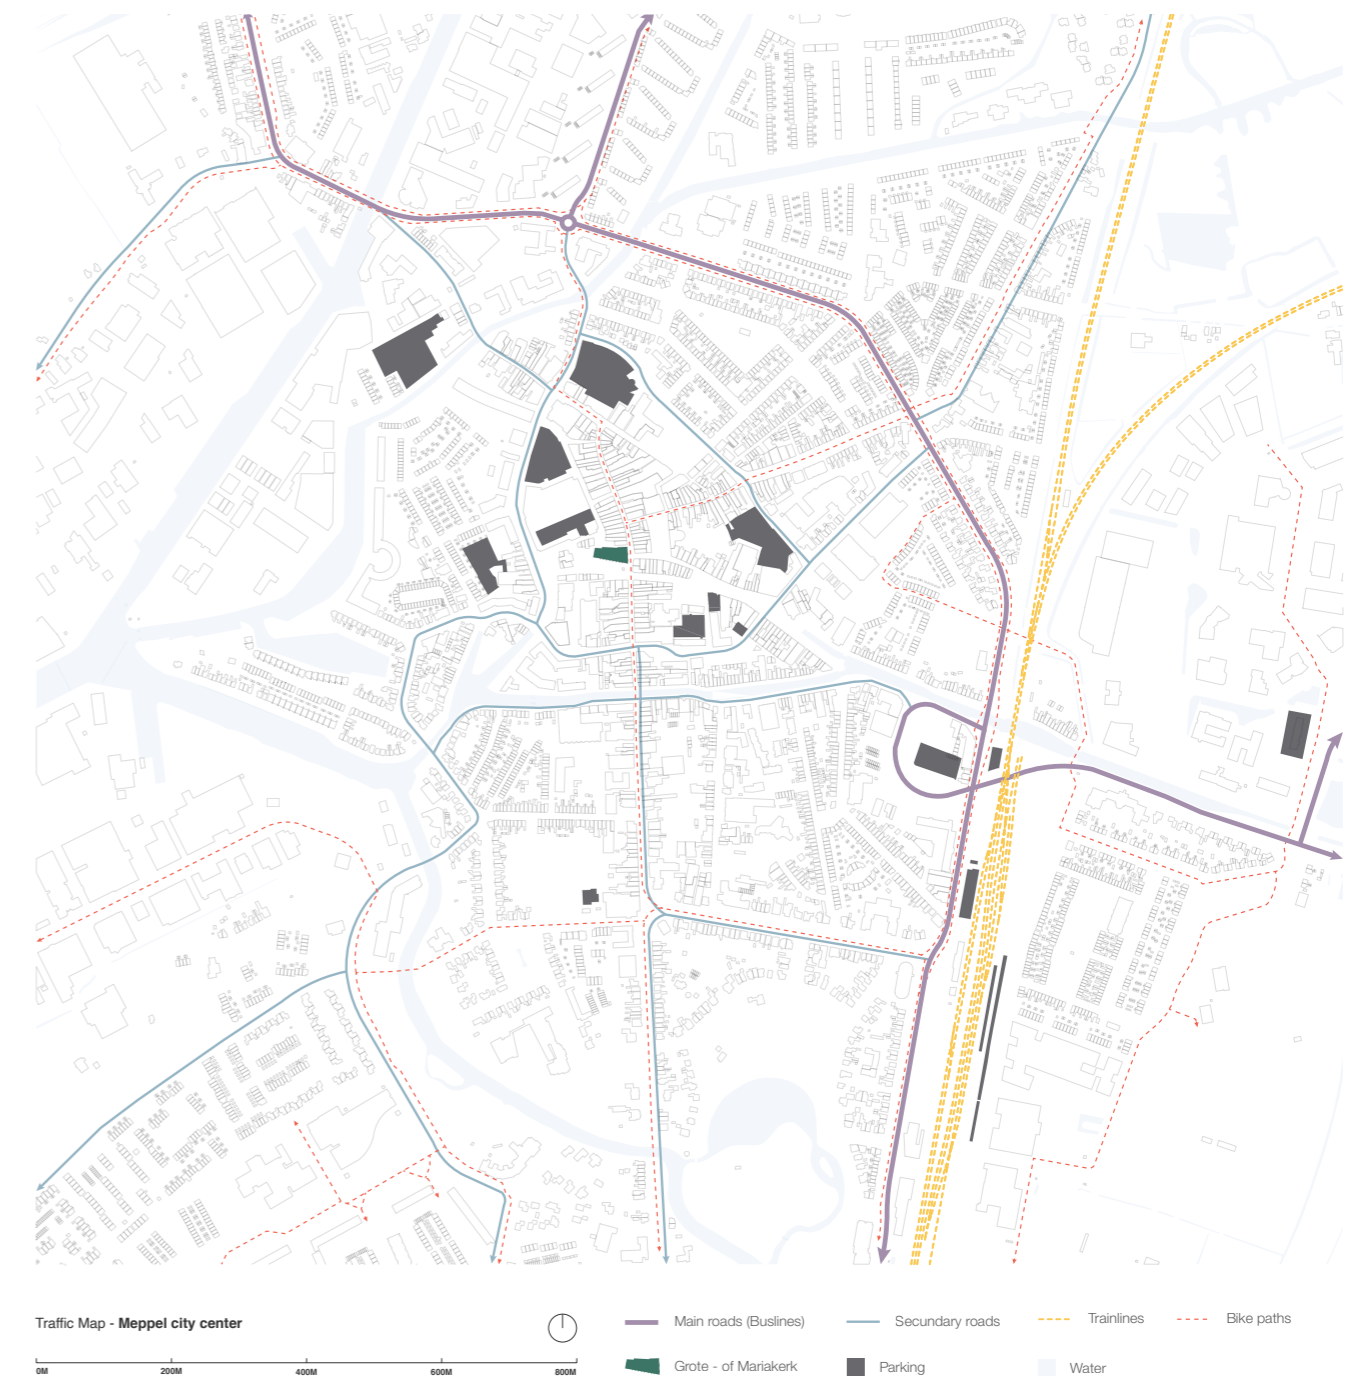 Traffic Map - Meppel city center
0M 200M 400M 600M 800M
Main roads (Buslines) Secundary roads Trainlines Bike paths
Grote - of Mariakerk Parking Water